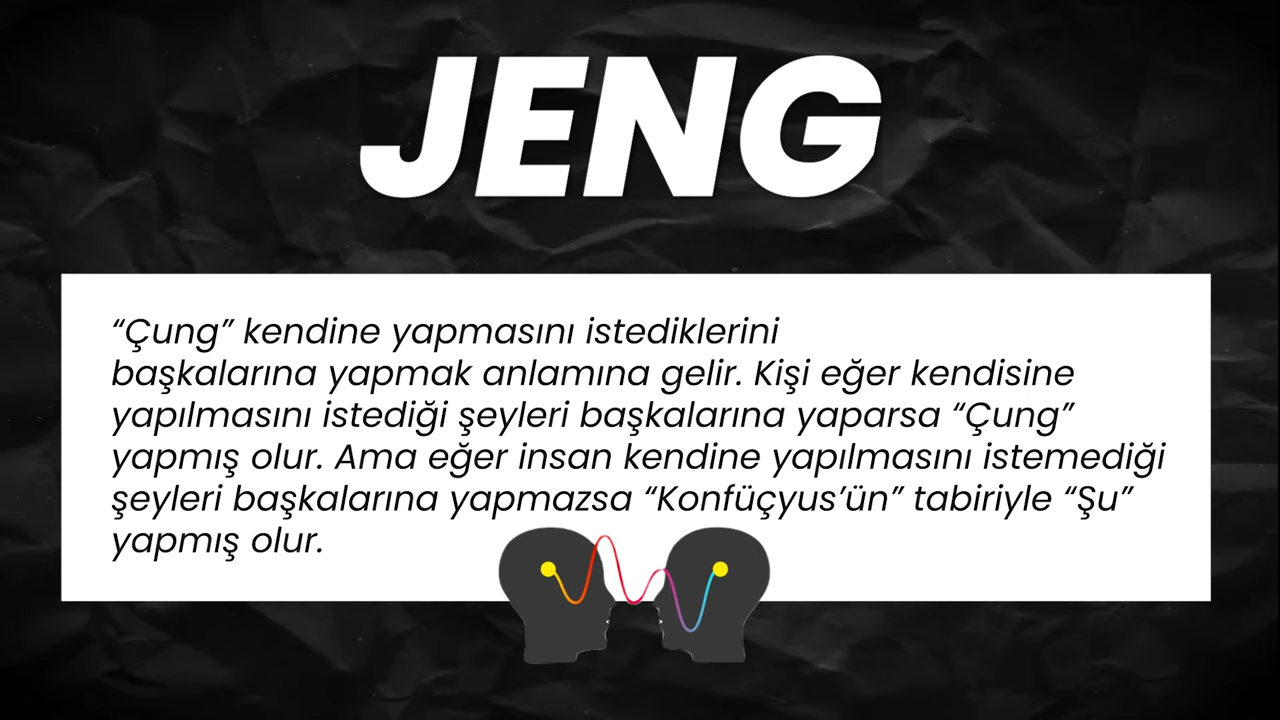 JENG
“Çung” kendine yapmasını istediklerini
başkalarına yapmak anlamına gelir. Kişi eğer kendisine
yapılmasını istediği şeyleri başkalarına yaparsa “Çung”
yapmış olur. Ama eğer insan kendine yapılmasını istemediği
şeyleri başkalarına yapmazsa “Konfüçyus’ün” tabiriyle “Şu”
yapmış olur.